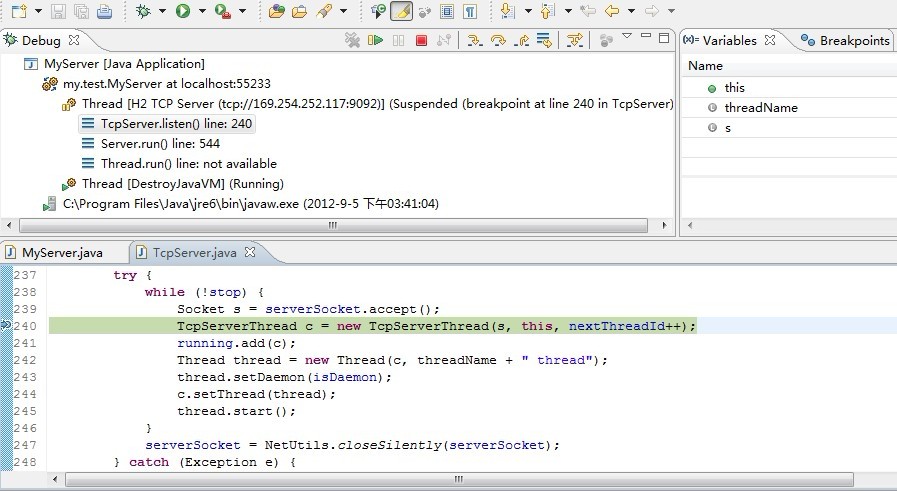 Debug
MyServer [Java Application]
my.test.MyServer at localhost:55233
Thread [H2 TCP Server (tcp://169.254.252.117:9092)] (Suspended (breakpoint at line 240 in TcpServer)
TcpServer.listen() line: 240
Server.run() line: 544
Thread.run() line: not available
Thread [DestroyJavaVM] (Running)
C:\Program Files\Java\jre6\bin\javaw.exe (2012-9-5 下午03:41:04)
(x)= Variables Breakpoints
Name
this
threadName
s
MyServer.java TcpServer.java
237 try {
238 while (!stop) {
239 Socket s = serverSocket.accept();
240 TcpServerThread c = new TcpServerThread(s, this, nextThreadId++);
241 running.add(c);
242 Thread thread = new Thread(c, threadName + " thread");
243 thread.setDaemon(isDaemon);
244 c.setThread(thread);
245 thread.start();
246 }
247 serverSocket = NetUtils.closeSilently(serverSocket);
248 } catch (Exception e) {